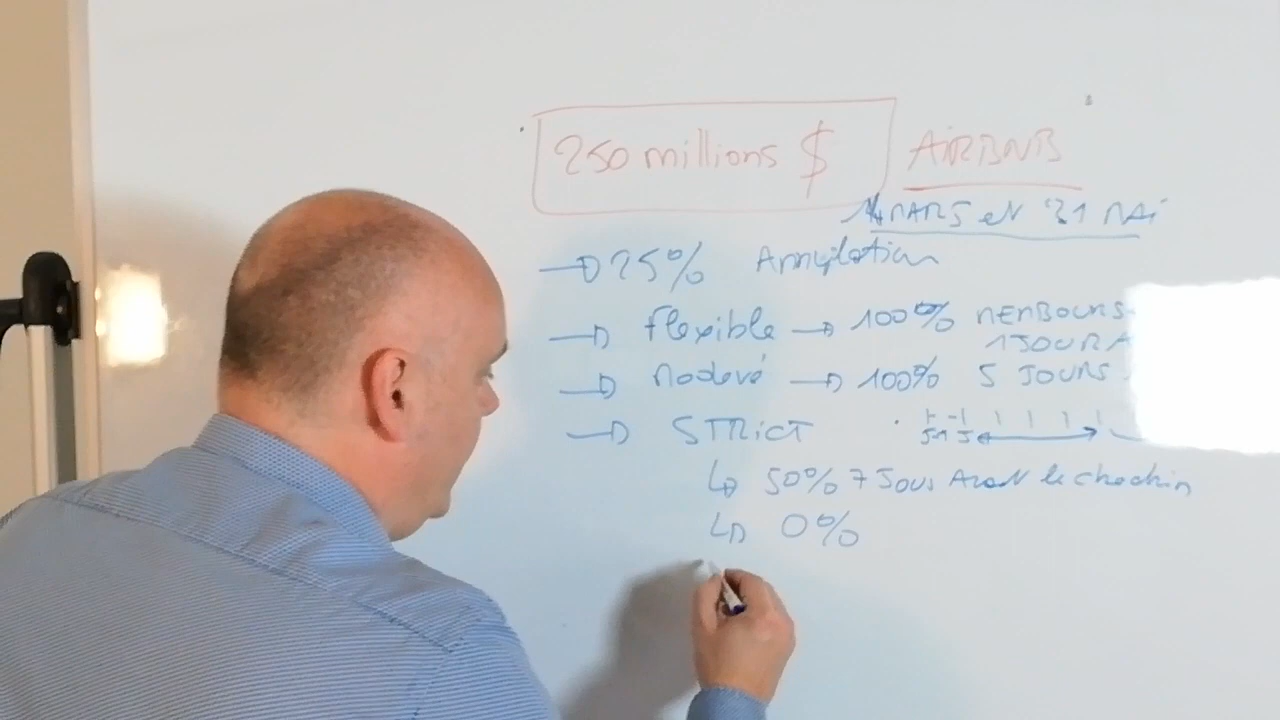 250 millions $ AIRBNB
14 MARS et 31 MAI
25% Annulation
flexible 100% REMBOURS
1 JOUR A
Modéré 100% 5 JOURS
STRICT
50% 7 Jours Avant le checkin
0%